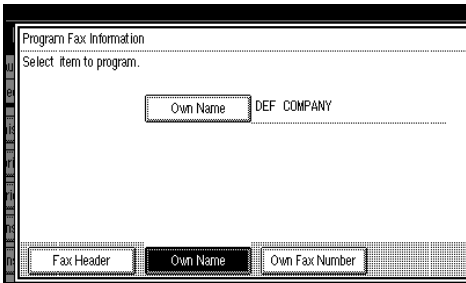 Program Fax Information
Select item to program.
Own Name DEF COMPANY
Fax Header Own Name Own Fax Number